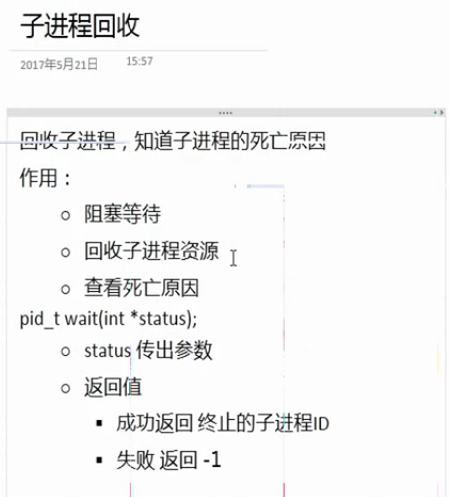 子进程回收
2017年5月21日 15:57
回收子进程，知道子进程的死亡原因
作用：
阻塞等待
回收子进程资源
查看死亡原因
pid_t wait(int *status);
status 传出参数
返回值
成功返回 终止的子进程ID
失败 返回 -1